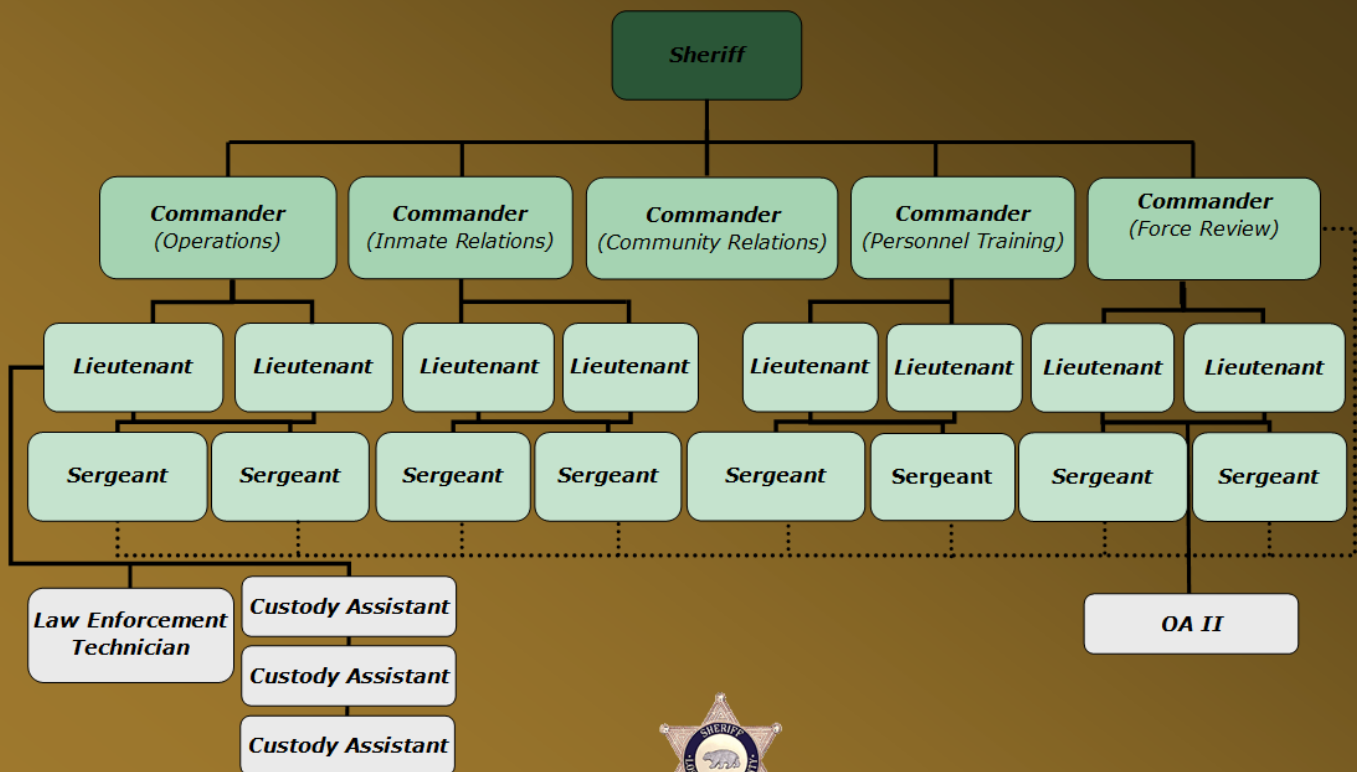 Sheriff
Commander
(Operations)
Commander
(Inmate Relations)
Commander
(Community Relations)
Commander
(Personnel Training)
Commander
(Force Review)
Lieutenant
Lieutenant
Lieutenant
Lieutenant
Lieutenant
Lieutenant
Lieutenant
Lieutenant
Sergeant
Sergeant
Sergeant
Sergeant
Sergeant
Sergeant
Sergeant
Sergeant
Law Enforcement
Technician
Custody Assistant
Custody Assistant
Custody Assistant
OA II
SHERIFF